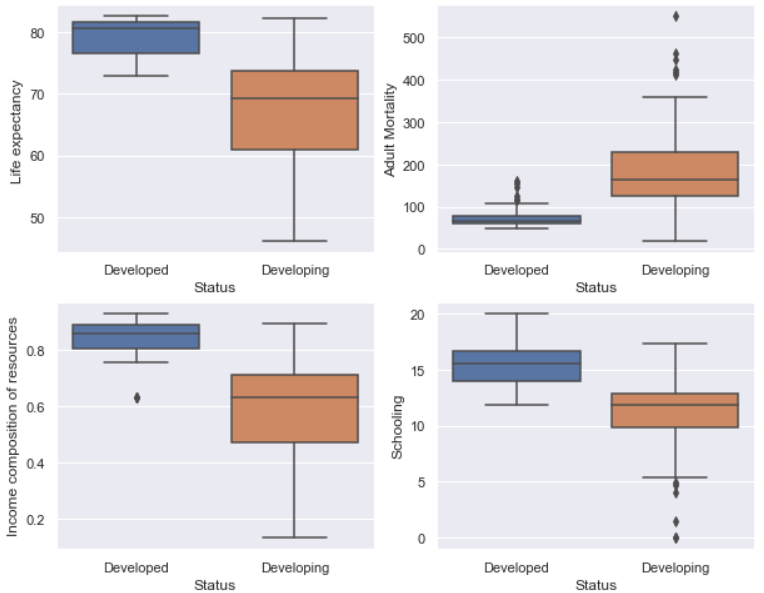 Life expectancy
80
70
60
50
Developed Developing
Status
Adult Mortality
500
400
300
200
100
0
Developed Developing
Status
Income composition of resources
0.8
0.6
0.4
0.2
Developed Developing
Status
Schooling
20
15
10
5
0
Developed Developing
Status